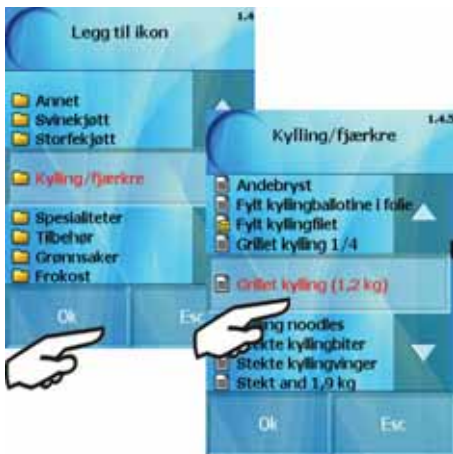 1.4
Legg til ikon
Annet
Svinekjøtt
Storfekjøtt
Kylling/fjærkre
Spesialiteter
Tilbehør
Grønnsaker
Frokost
Ok
Esc
1.4.5
Kylling/fjærkre
Andebryst
Fylt kyllingballotine i folie
Fylt kyllingfilet
Grillet kylling 1/4
Grillet kylling (1,2 kg)
noodles
Stekte kyllingbiter
Stekte kyllingvinger
Stekt and 1,9 kg
Ok
Esc